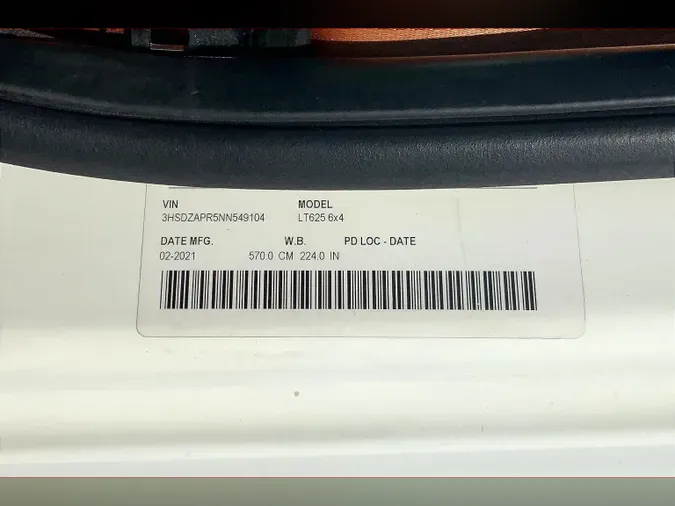 VIN MODEL
3HSDZAPR5NN549104 LT625 6x4
DATE MFG. W.B. PD LOC - DATE
02-2021 570.0 CM 224.0 IN